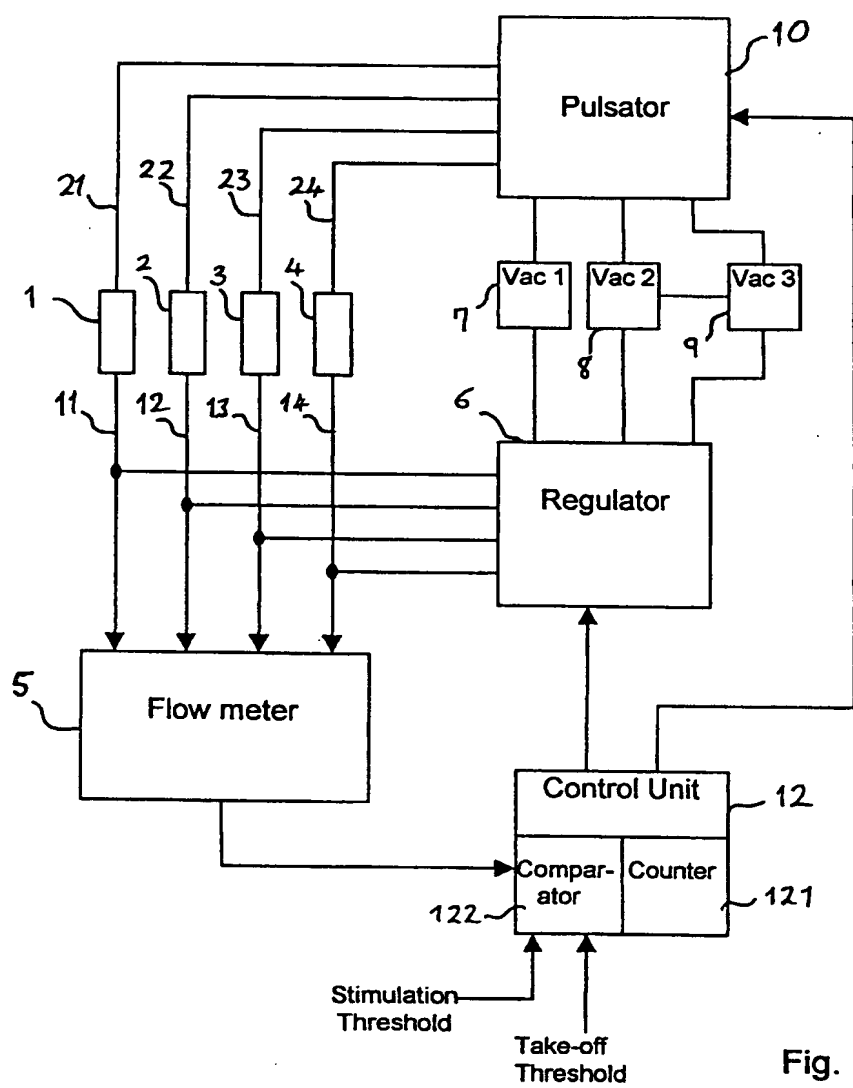 10
Pulsator
21
22
23
24
1
2
3
4
Vac 1
Vac 2
Vac 3
7
8
9
11
12
13
14
6
Regulator
5
Flow meter
Control Unit
12
Compar-
ator
Counter
122
121
Stimulation
Threshold
Take-off
Threshold
Fig.